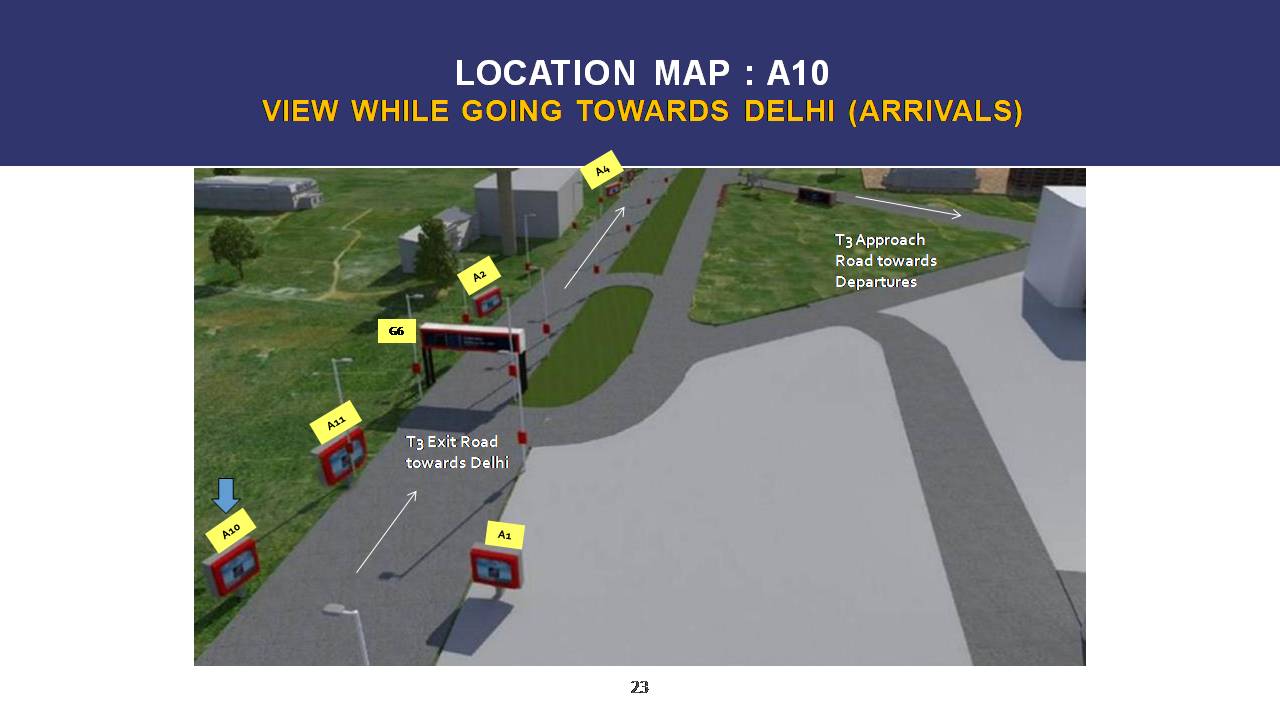 LOCATION MAP : A10
VIEW WHILE GOING TOWARDS DELHI (ARRIVALS)
A4
T3 Approach
Road towards
Departures
A2
G6
A11
T3 Exit Road
towards Delhi
A10
A1
23